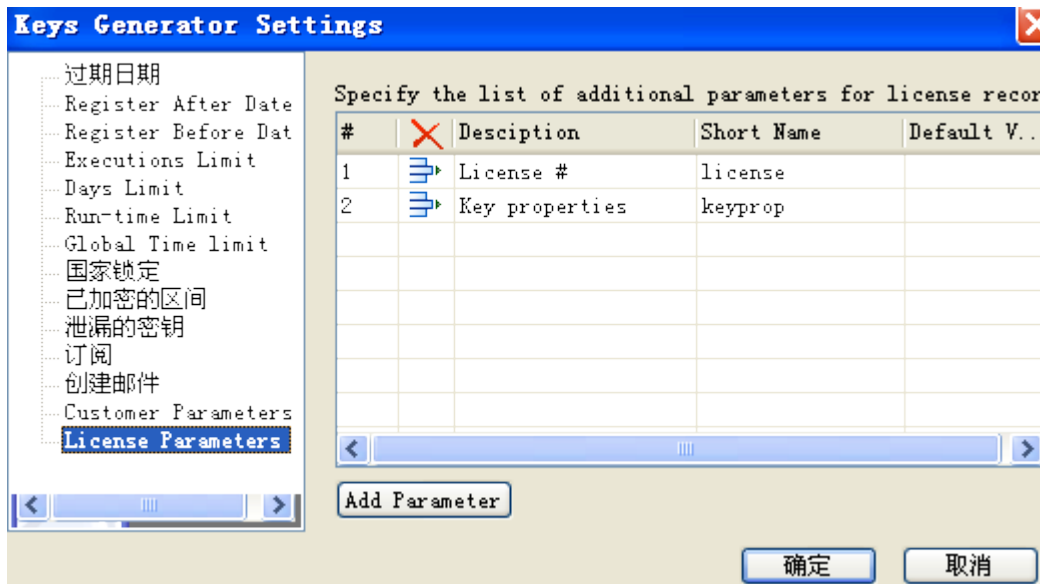 Keys Generator Settings
过期日期
Register After Date
Register Before Dat
Executions Limit
Days Limit
Run-time Limit
Global Time limit
国家锁定
已加密的区间
泄漏的密钥
订阅
创建邮件
Customer Parameters
License Parameters
Specify the list of additional parameters for license recor
# Desciption Short Name Default V..
1 License # license
2 Key properties keyprop
Add Parameter
确定 取消